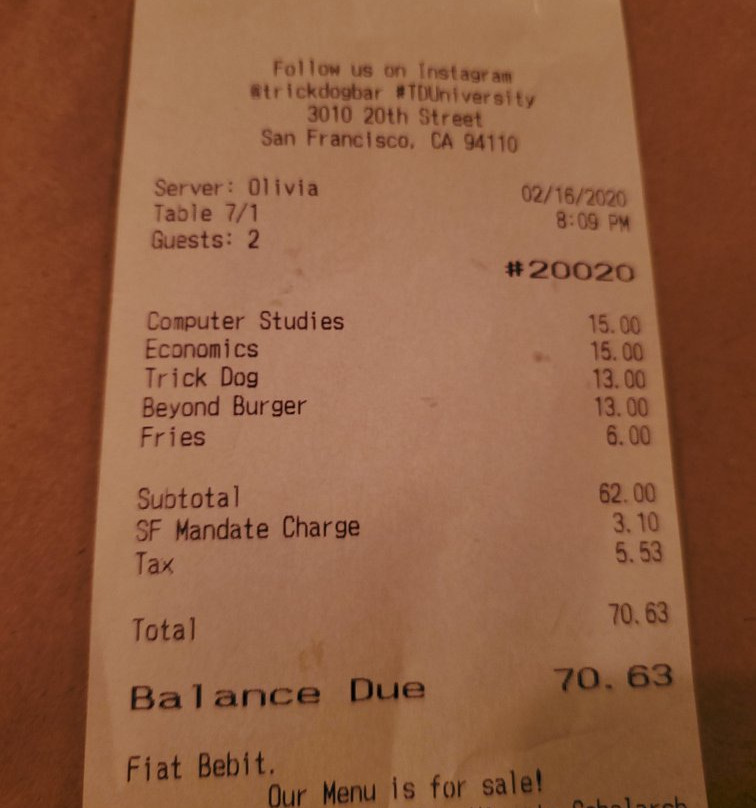 Follow us on Instagram
@trickdogbar #TDUniversity
3010 20th Street
San Francisco, CA 94110
Server: Olivia 02/16/2020
Table 7/1 8:09 PM
Guests: 2
#20020
Computer Studies 15.00
Economics 15.00
Trick Dog 13.00
Beyond Burger 13.00
Fries 6.00
Subtotal 62.00
SF Mandate Charge 3.10
Tax 5.53
Total 70.63
Balance Due 70.63
Fiat Bebit.
Our Menu is for sale!